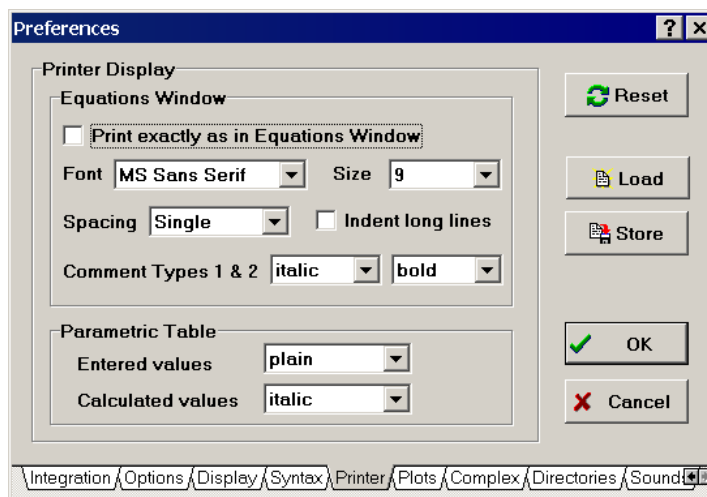 Preferences
Printer Display
Equations Window
Print exactly as in Equations Window
Font MS Sans Serif Size 9
Spacing Single Indent long lines
Comment Types 1 & 2 italic bold
Parametric Table
Entered values plain
Calculated values italic
Reset
Load
Store
OK
Cancel
Integration Options Display Syntax Printer Plots Complex Directories Sound